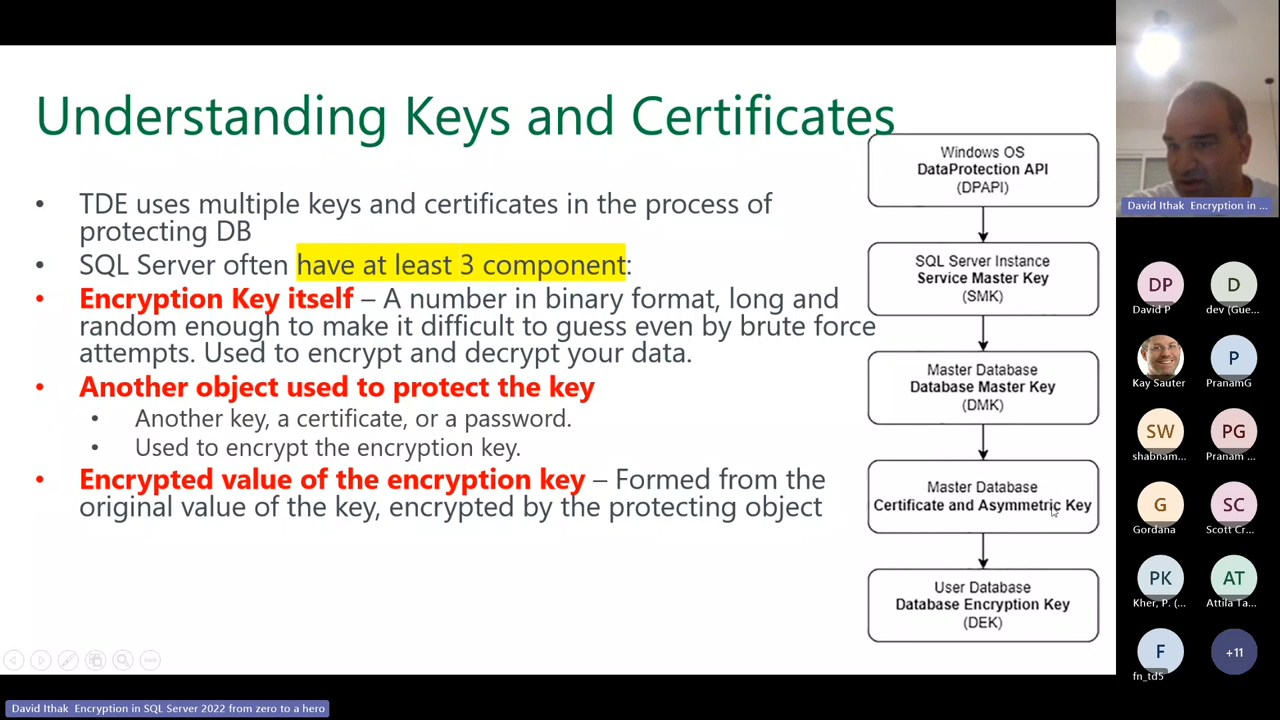 Understanding Keys and Certificates
• TDE uses multiple keys and certificates in the process of
protecting DB
• SQL Server often have at least 3 component:
• Encryption Key itself – A number in binary format, long and
random enough to make it difficult to guess even by brute force
attempts. Used to encrypt and decrypt your data.
• Another object used to protect the key
• Another key, a certificate, or a password.
• Used to encrypt the encryption key.
• Encrypted value of the encryption key – Formed from the
original value of the key, encrypted by the protecting object
Windows OS
DataProtection API
(DPAPI)
SQL Server Instance
Service Master Key
(SMK)
Master Database
Database Master Key
(DMK)
Master Database
Certificate and Asymmetric Key
User Database
Database Encryption Key
(DEK)
David Ithak Encryption in ...
DP
David P
D
dev (Gue...
Kay Sauter
P
PranamG
SW
shabnam...
PG
Pranam ...
G
Gordana
SC
Scott Cr...
PK
Kher, P. (...
AT
Attila Ta...
F
fn_td5
+11
David Ithak Encryption in SQL Server 2022 from zero to a hero